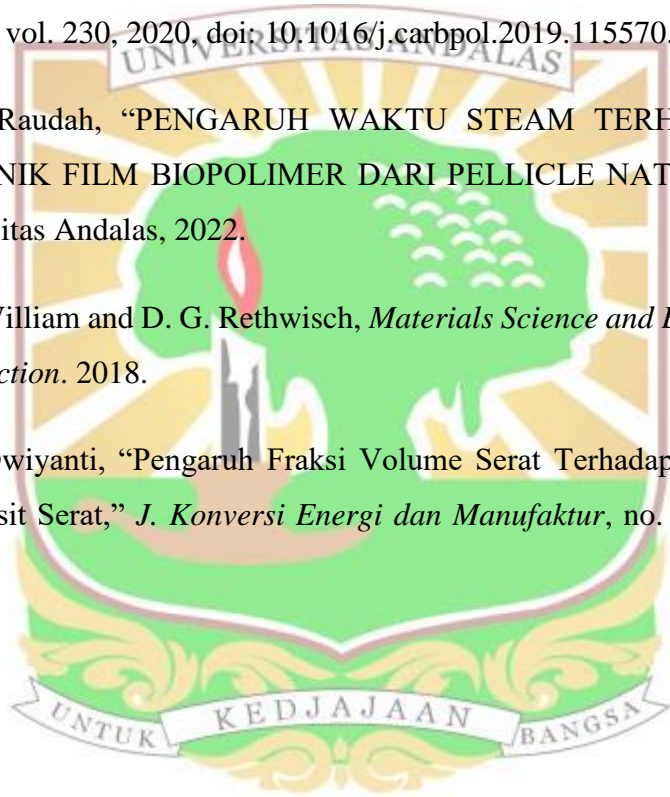 vol. 230, 2020, doi: 10.1016/j.carbpol.2019.115570.
UNIVERSITAS ANDALAS
Raudah, “PENGARUH WAKTU STEAM TERH
NIK FILM BIOPOLIMER DARI PELLICLE NAT
itas Andalas, 2022.
William and D. G. Rethwisch, Materials Science and E
ction. 2018.
Dwiyanti, “Pengaruh Fraksi Volume Serat Terhadap
sit Serat,” J. Konversi Energi dan Manufaktur, no.
UNTUK KEDJAJAAN BANGSA